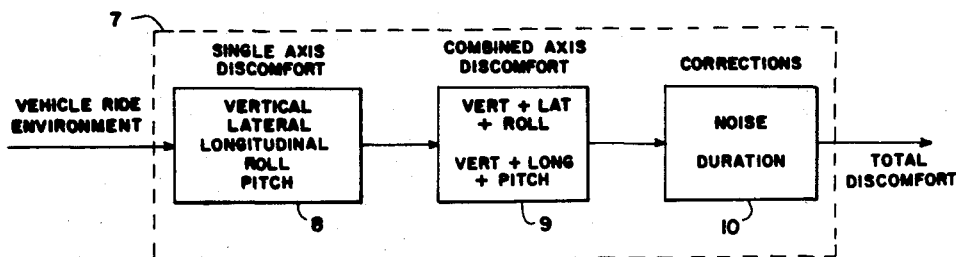 7
SINGLE AXIS
DISCOMFORT
COMBINED AXIS
DISCOMFORT
CORRECTIONS
VEHICLE RIDE
ENVIRONMENT
VERTICAL
LATERAL
LONGITUDINAL
ROLL
PITCH
VERT + LAT
+ ROLL
VERT + LONG
+ PITCH
NOISE
DURATION
TOTAL
DISCOMFORT
8
9
10